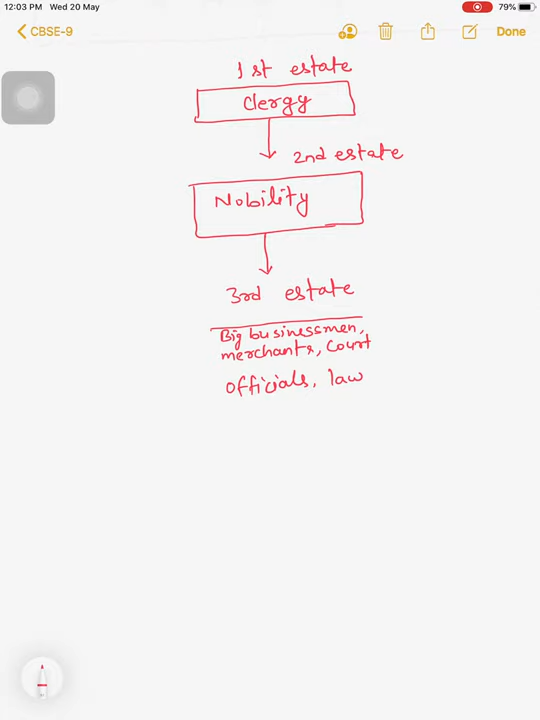 12:03 PM Wed 20 May
79%
CBSE-9
Done
1st estate
Clergy
2nd estate
Nobility
3rd estate
Big businessmen,
merchants, court
officials, law